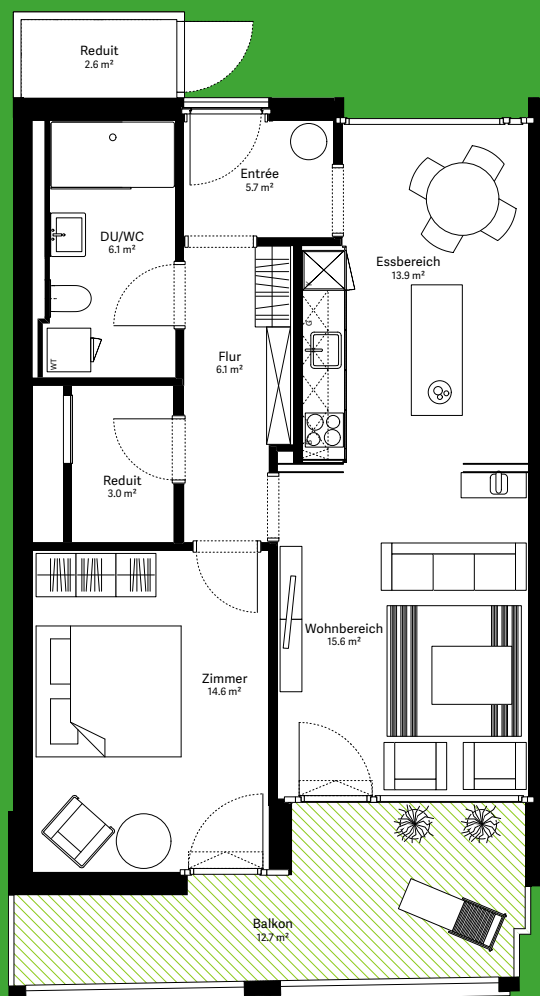 Reduit
2.6 m²
Entrée
5.7 m²
DU/WC
6.1 m²
Essbereich
13.9 m²
WT
Flur
6.1 m²
Reduit
3.0 m²
Wohnbereich
15.6 m²
Zimmer
14.6 m²
Balkon
12.7 m²